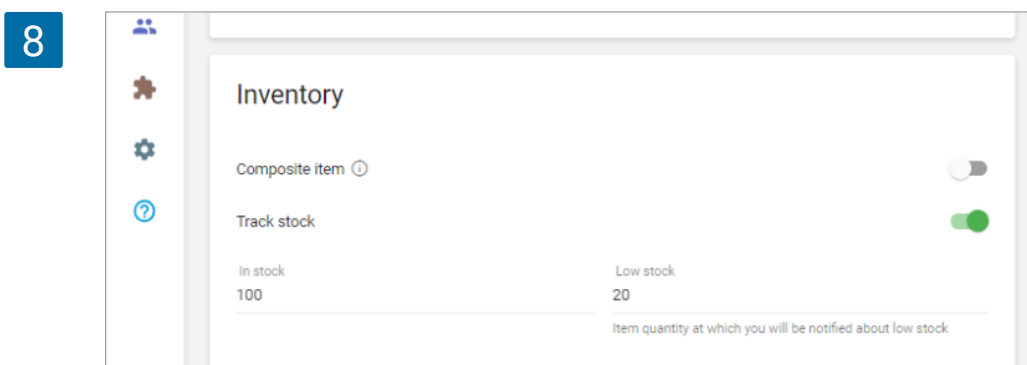 8
Inventory
Composite item
Track stock
In stock
Low stock
100
20
Item quantity at which you will be notified about low stock